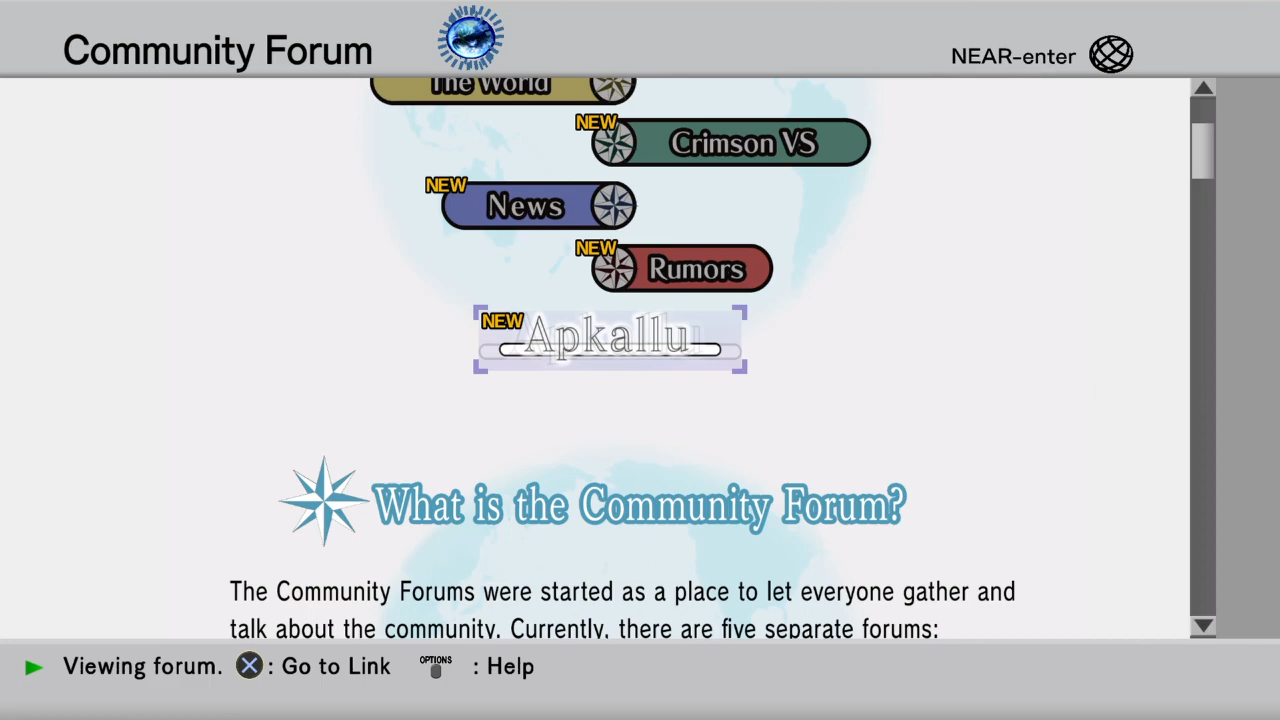 Community Forum
NEAR-enter
The World
NEW
Crimson VS
NEW
News
NEW
Rumors
NEW
Apkallu
What is the Community Forum?
The Community Forums were started as a place to let everyone gather and
talk about the community. Currently, there are five separate forums:
Viewing forum. X: Go to Link OPTIONS : Help